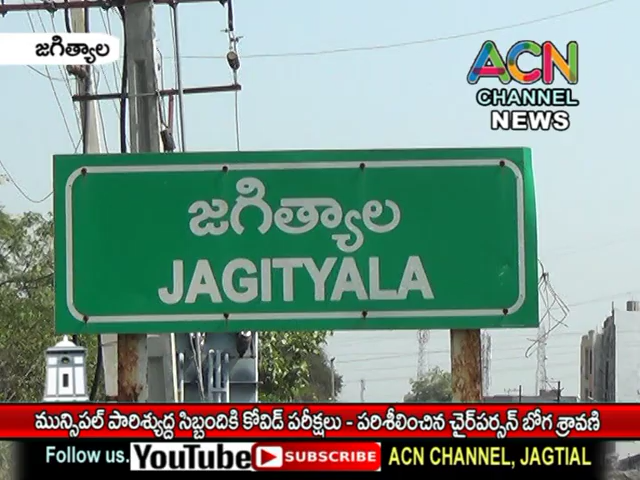 జగిత్యాల
ACN
CHANNEL
NEWS
జగిత్యాల
JAGITYALA
మున్సిపల్ పారిశుద్ద సిబ్బందికి కోవిడ్ పరీక్షలు - పరిశీలించిన చైర్‌పర్సన్ బోగ శ్రావణి
Follow us. YouTube SUBSCRIBE ACN CHANNEL, JAGTIAL